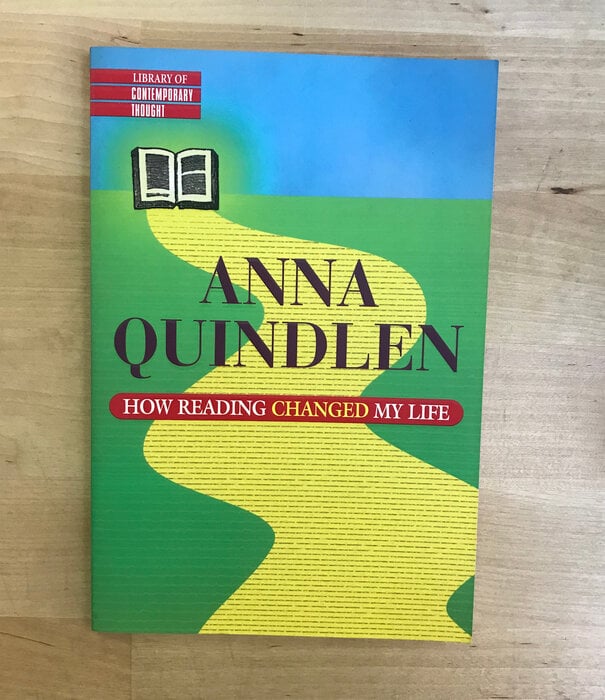 LIBRARY OF
CONTEMPORARY
THOUGHT
ANNA
QUINDLEN
HOW READING CHANGED MY LIFE